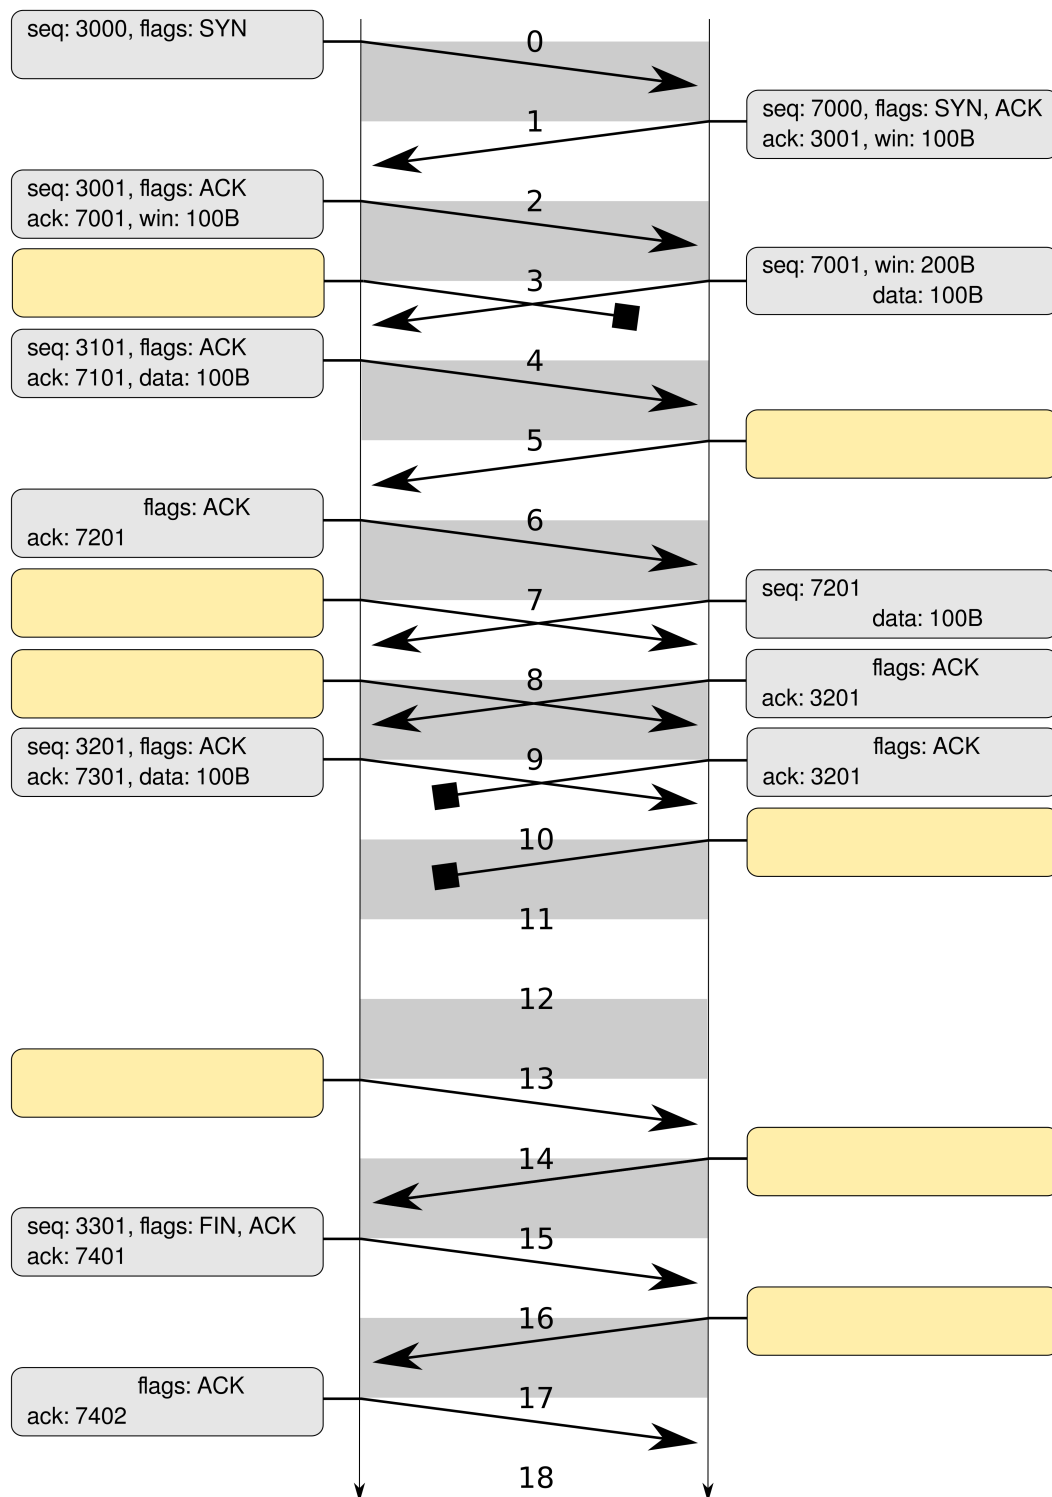 seq: 3000, flags: SYN
0
1
seq: 7000, flags: SYN, ACK
ack: 3001, win: 100B
seq: 3001, flags: ACK
ack: 7001, win: 100B
2
3
seq: 7001, win: 200B
data: 100B
seq: 3101, flags: ACK
ack: 7101, data: 100B
4
5
flags: ACK
ack: 7201
6
7
seq: 7201
data: 100B
8
flags: ACK
ack: 3201
seq: 3201, flags: ACK
ack: 7301, data: 100B
9
flags: ACK
ack: 3201
10
11
12
13
14
seq: 3301, flags: FIN, ACK
ack: 7401
15
16
flags: ACK
ack: 7402
17
18